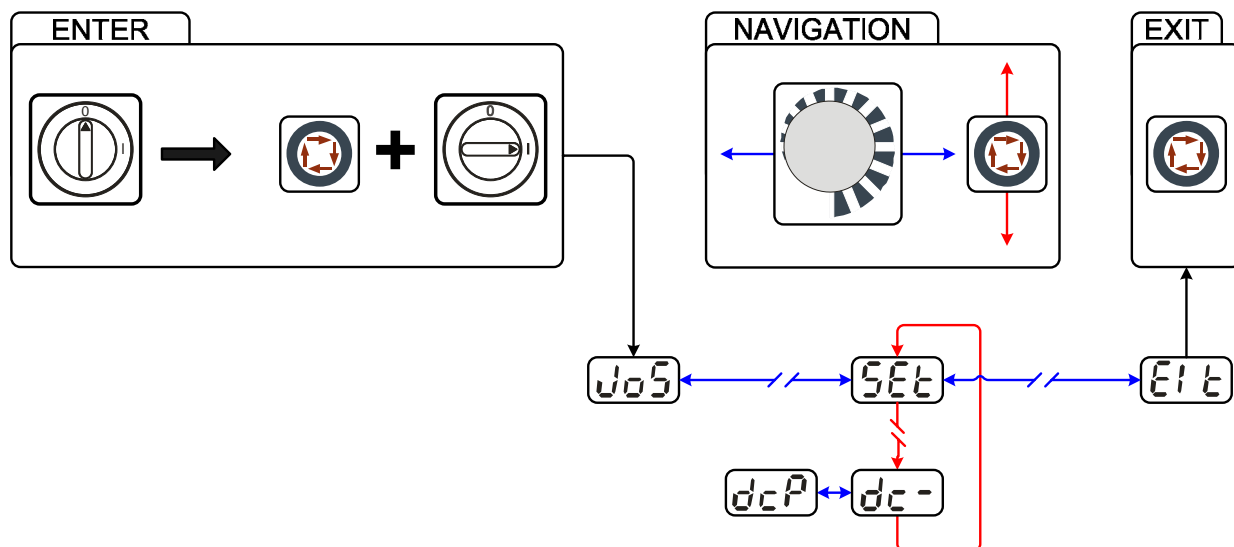 ENTER
NAVIGATION
EXIT
0
I
0
I
JoS
SEt
EIt
dcP
dc-